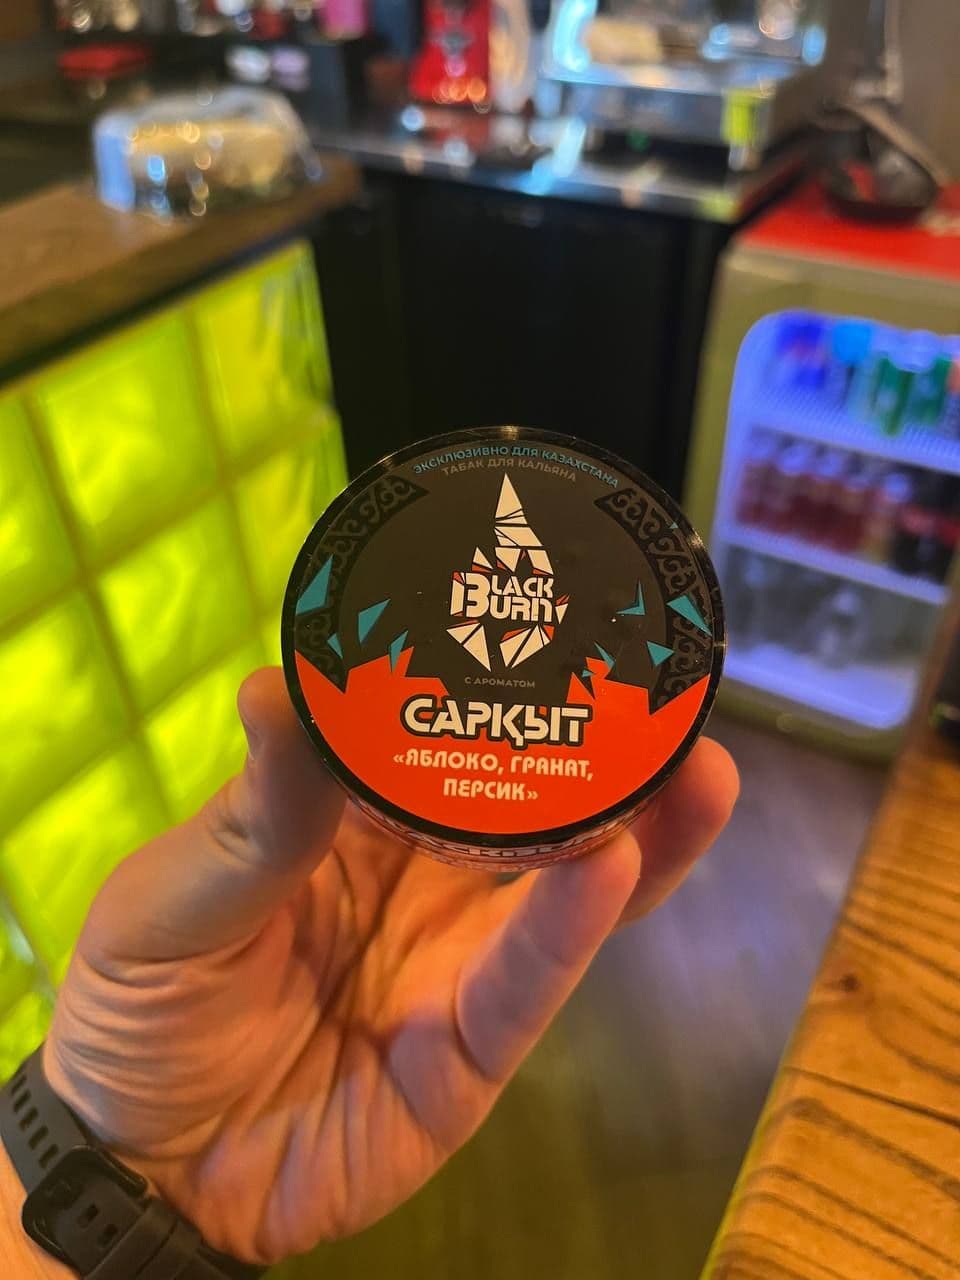 ЭКСКЛЮЗИВНО ДЛЯ КАЗАХСТАНА
ТАБАК ДЛЯ КАЛЬЯНА
BLACK
BURN
С АРОМАТОМ
САРҚЫТ
«ЯБЛОКО, ГРАНАТ,
ПЕРСИК»